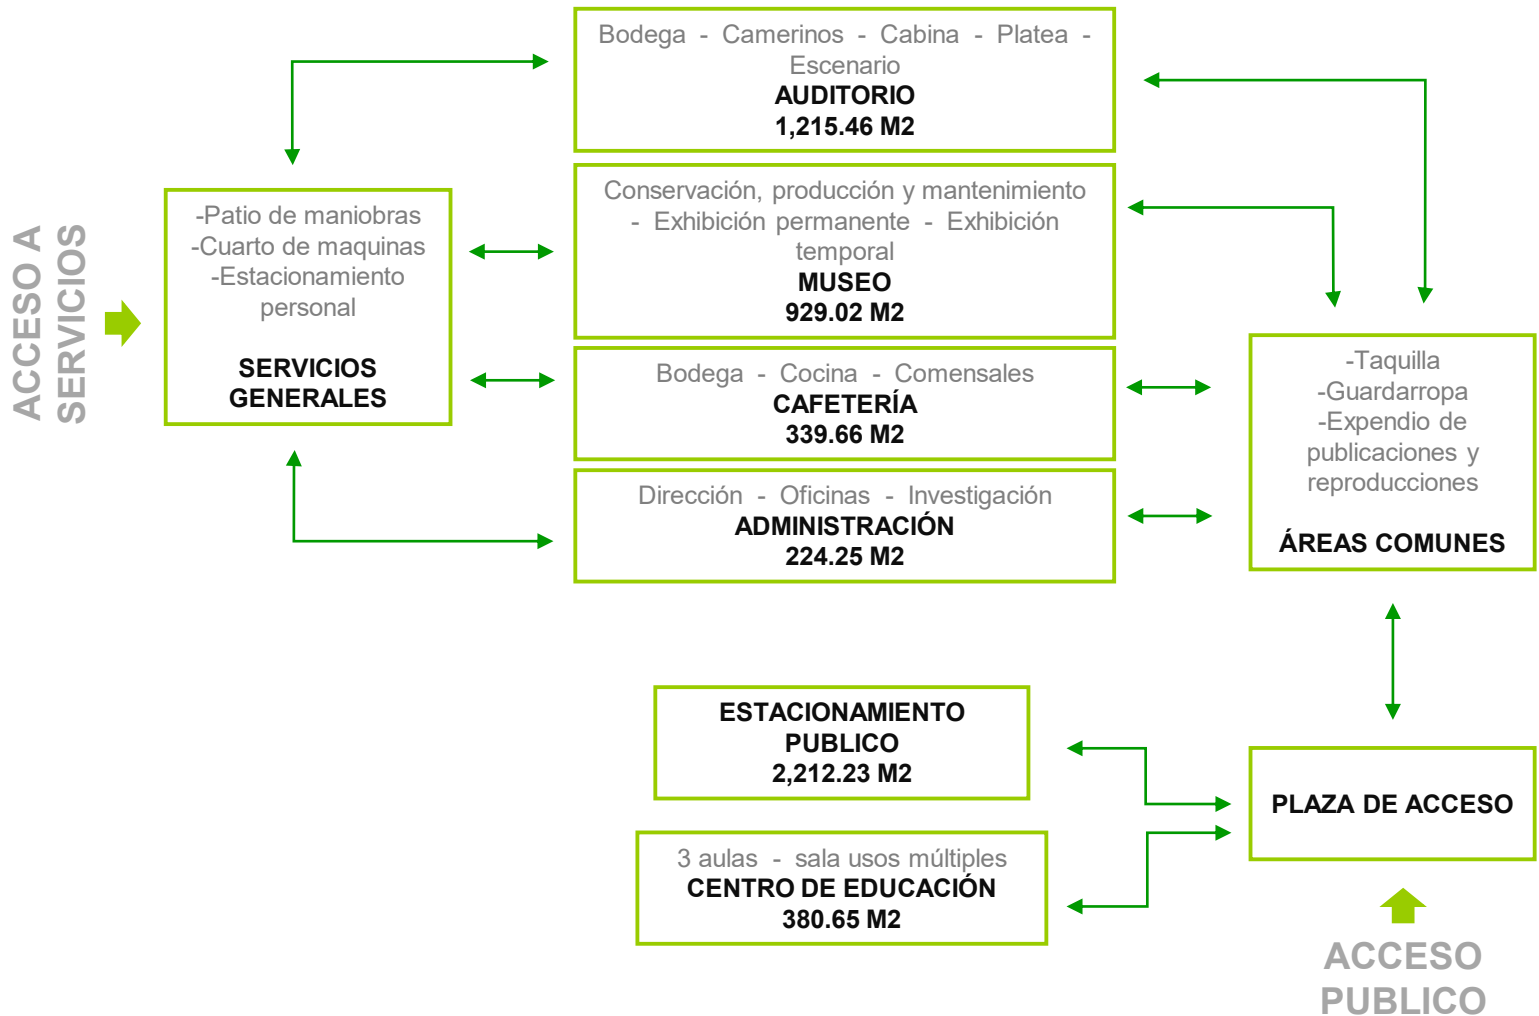 Bodega - Camerinos - Cabina - Platea -
Escenario
AUDITORIO
1,215.46 M2
Conservación, producción y mantenimiento
- Exhibición permanente - Exhibición
temporal
MUSEO
929.02 M2
Bodega - Cocina - Comensales
CAFETERÍA
339.66 M2
Dirección - Oficinas - Investigación
ADMINISTRACIÓN
224.25 M2
ACCESO A
SERVICIOS
-Patio de maniobras
-Cuarto de maquinas
-Estacionamiento
personal
SERVICIOS
GENERALES
-Taquilla
-Guardarropa
-Expendio de
publicaciones y
reproducciones
ÁREAS COMUNES
ESTACIONAMIENTO
PUBLICO
2,212.23 M2
3 aulas - sala usos múltiples
CENTRO DE EDUCACIÓN
380.65 M2
PLAZA DE ACCESO
ACCESO
PUBLICO